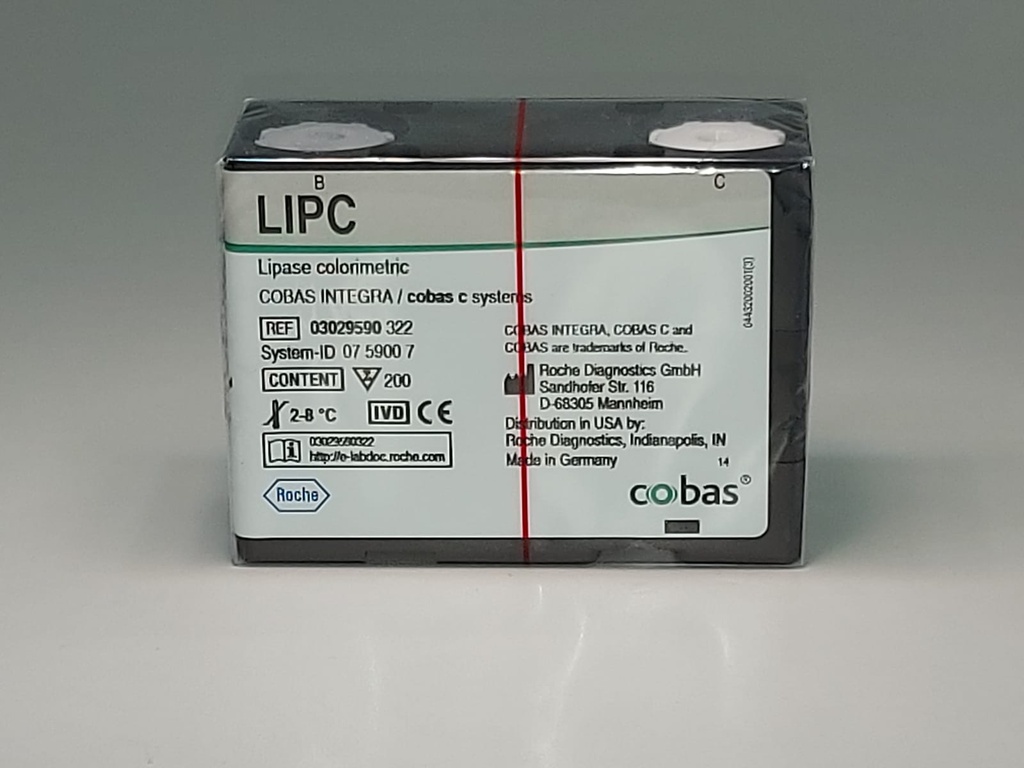 B
C
LIPC
Lipase colorimetric
COBAS INTEGRA / cobas c systems
REF 03029590 322
System-ID 07 5900 7
CONTENT 200
2-8 °C IVD CE
03029590322
http://e-labdoc.roche.com
Roche
04432002001(3)
COBAS INTEGRA, COBAS C and
COBAS are trademarks of Roche.
Roche Diagnostics GmbH
Sandhofer Str. 116
D-68305 Mannheim
Distribution in USA by:
Roche Diagnostics, Indianapolis, IN
Made in Germany 14
cobas®